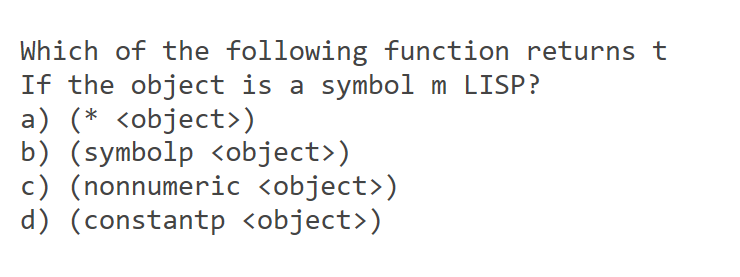 Which of the following function returns t
If the object is a symbol m LISP?
a) (* <object>)
b) (symbolp <object>)
c) (nonnumeric <object>)
d) (constantp <object>)